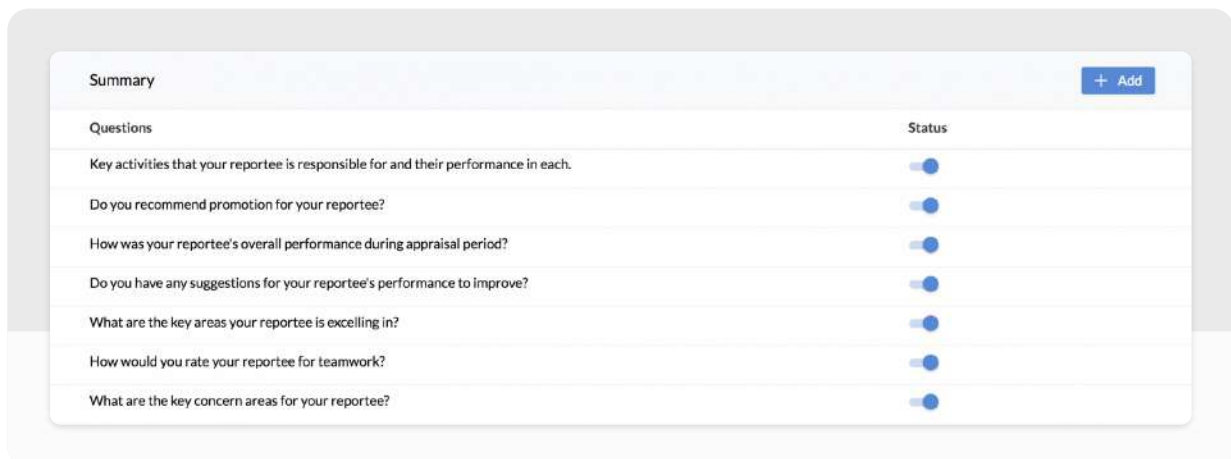 Summary
+ Add
Questions
Status
Key activities that your reportee is responsible for and their performance in each.
Do you recommend promotion for your reportee?
How was your reportee's overall performance during appraisal period?
Do you have any suggestions for your reportee's performance to improve?
What are the key areas your reportee is excelling in?
How would you rate your reportee for teamwork?
What are the key concern areas for your reportee?